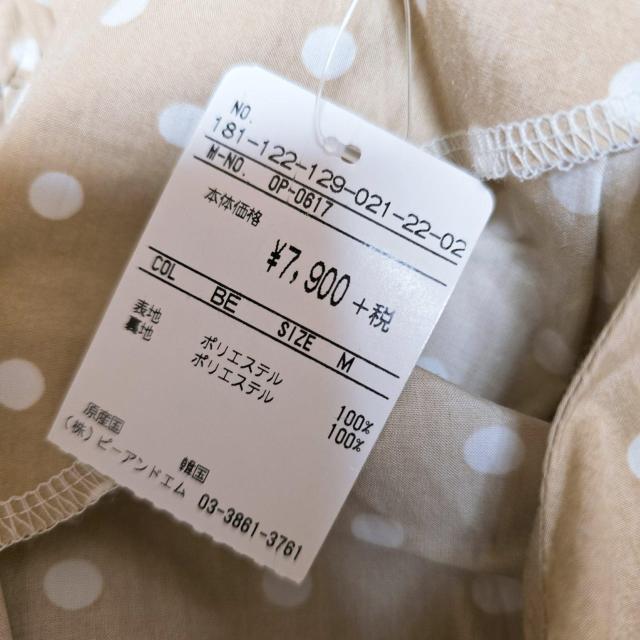 NO.
181-122-129-021-22-02
M-NO. OP-0617
本体価格
¥7,900 +税
COL BE SIZE M
表地 ポリエステル 100%
裏地 ポリエステル 100%
原産国 韓国
(株)ビーアンドエム 03-3861-3761